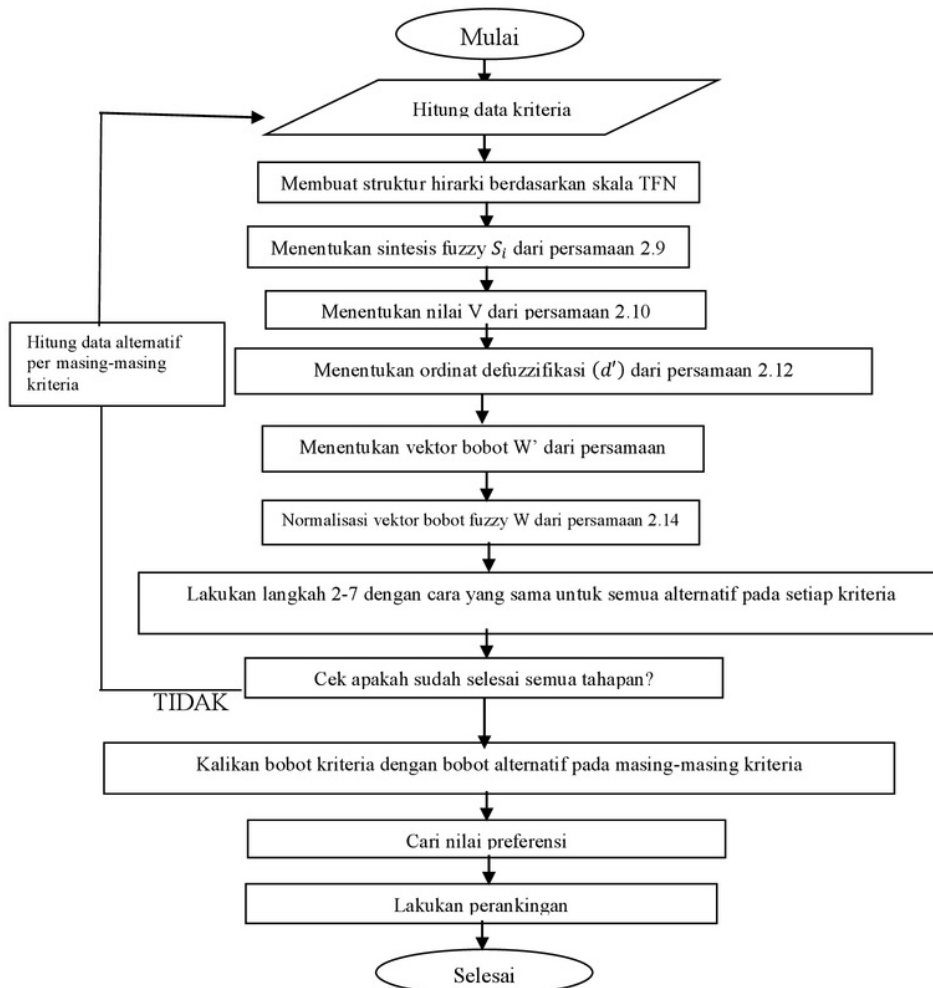 Mulai
Hitung data kriteria
Membuat struktur hirarki berdasarkan skala TFN
Menentukan sintesis fuzzy S_i dari persamaan 2.9
Menentukan nilai V dari persamaan 2.10
Hitung data alternatif
per masing-masing
kriteria
Menentukan ordinat defuzzifikasi (d′) dari persamaan 2.12
Menentukan vektor bobot W’ dari persamaan
Normalisasi vektor bobot fuzzy W dari persamaan 2.14
Lakukan langkah 2-7 dengan cara yang sama untuk semua alternatif pada setiap kriteria
Cek apakah sudah selesai semua tahapan?
TIDAK
Kalikan bobot kriteria dengan bobot alternatif pada masing-masing kriteria
Cari nilai preferensi
Lakukan perankingan
Selesai